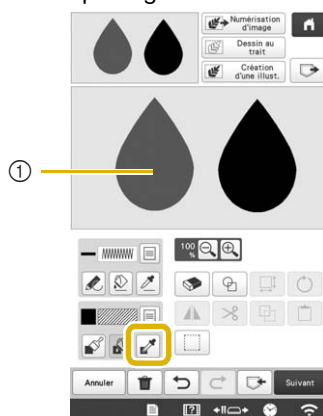 Numérisation
d'image
Dessin au
trait
Création
d'une illust.
①
100
%
Annuler
Suivant